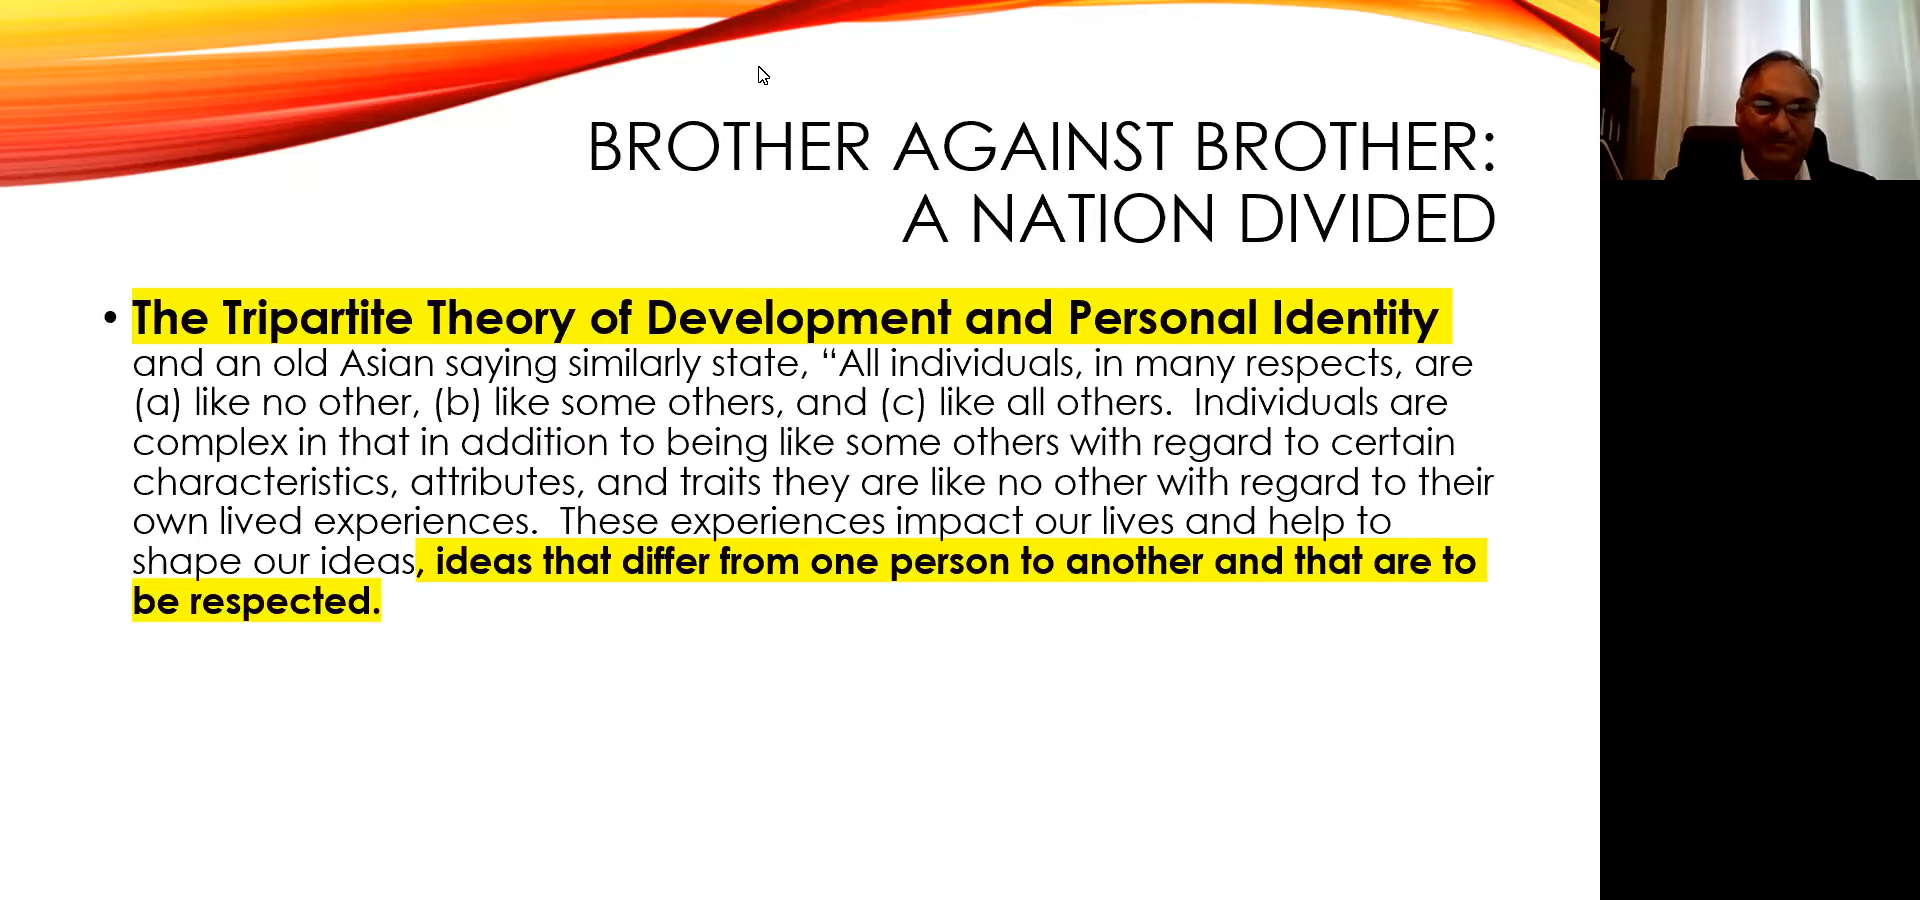 BROTHER AGAINST BROTHER:
A NATION DIVIDED
• The Tripartite Theory of Development and Personal Identity
and an old Asian saying similarly state, “All individuals, in many respects, are
(a) like no other, (b) like some others, and (c) like all others.  Individuals are
complex in that in addition to being like some others with regard to certain
characteristics, attributes, and traits they are like no other with regard to their
own lived experiences.  These experiences impact our lives and help to
shape our ideas, ideas that differ from one person to another and that are to
be respected.